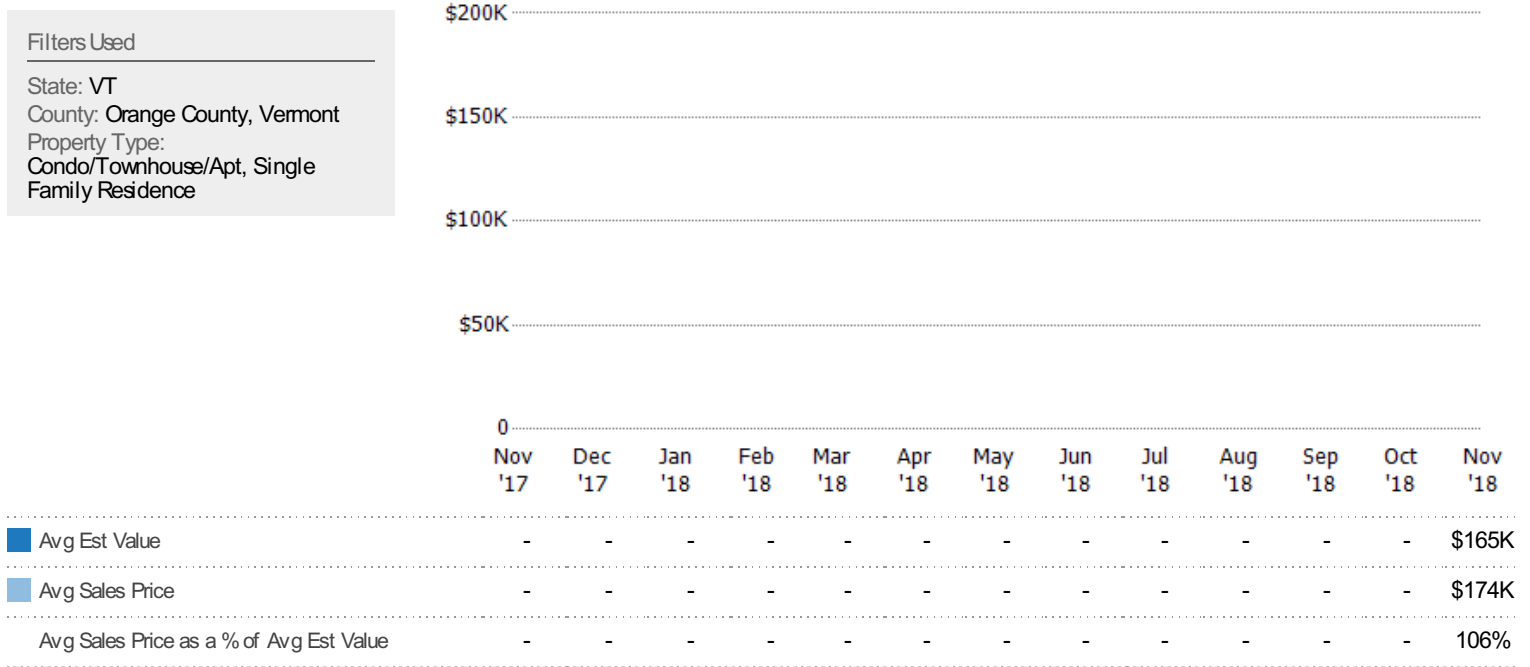 Filters Used
State: VT
County: Orange County, Vermont
Property Type:
Condo/Townhouse/Apt, Single
Family Residence
$200K
$150K
$100K
$50K
0
Nov Dec Jan Feb Mar Apr May Jun Jul Aug Sep Oct Nov
'17 '17 '18 '18 '18 '18 '18 '18 '18 '18 '18 '18 '18
Avg Est Value - - - - - - - - - - - - $165K
Avg Sales Price - - - - - - - - - - - - $174K
Avg Sales Price as a % of Avg Est Value - - - - - - - - - - - - 106%